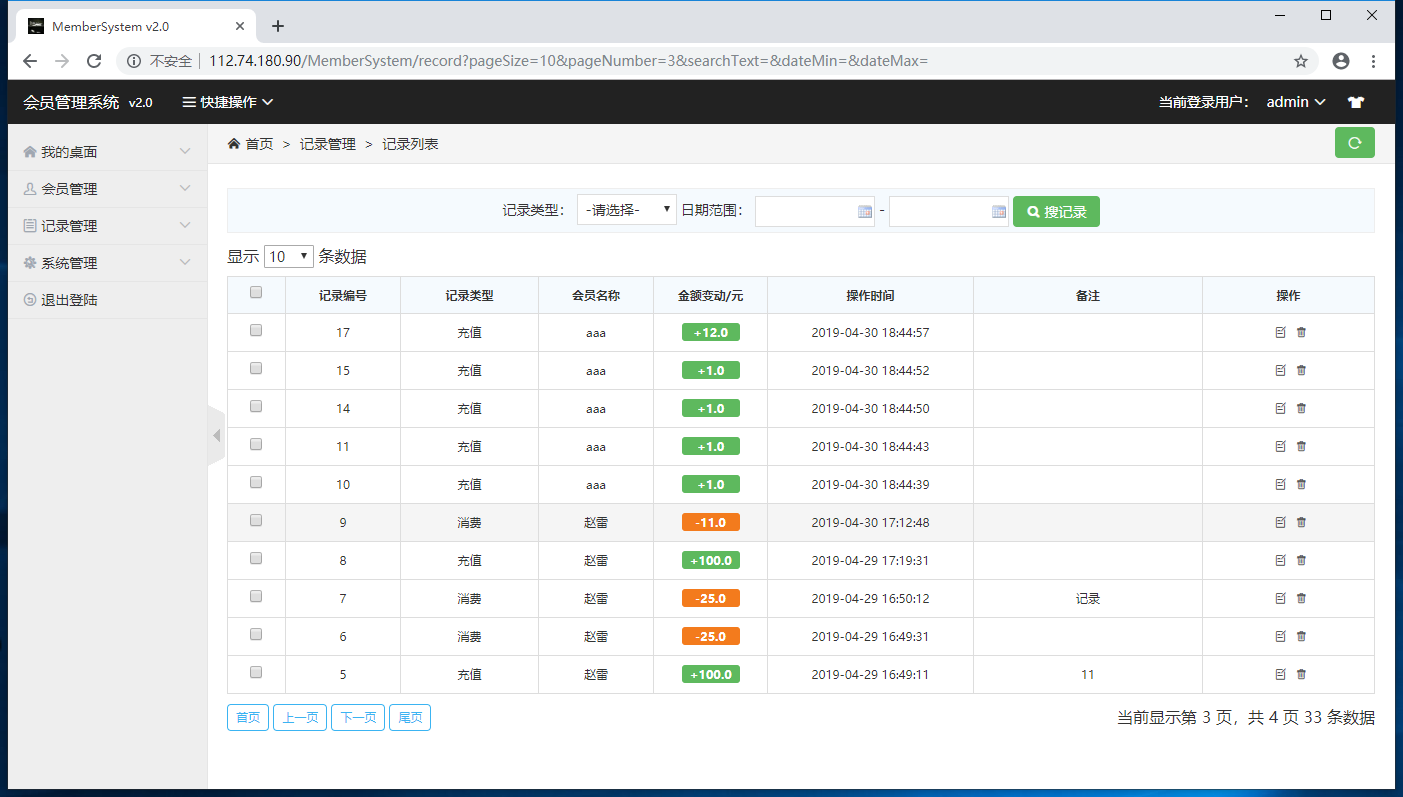 MemberSystem v2.0
不安全 112.74.180.90/MemberSystem/record?pageSize=10&pageNumber=3&searchText=&dateMin=&dateMax=
会员管理系统 v2.0 快捷操作 当前登录用户： admin
我的桌面
会员管理
记录管理
系统管理
退出登陆
首页 > 记录管理 > 记录列表
记录类型： -请选择- 日期范围： - 搜记录
显示 10 条数据
记录编号 记录类型 会员名称 金额变动/元 操作时间 备注 操作
17 充值 aaa +12.0 2019-04-30 18:44:57
15 充值 aaa +1.0 2019-04-30 18:44:52
14 充值 aaa +1.0 2019-04-30 18:44:50
11 充值 aaa +1.0 2019-04-30 18:44:43
10 充值 aaa +1.0 2019-04-30 18:44:39
9 消费 赵雷 -11.0 2019-04-30 17:12:48
8 充值 赵雷 +100.0 2019-04-29 17:19:31
7 消费 赵雷 -25.0 2019-04-29 16:50:12 记录
6 消费 赵雷 -25.0 2019-04-29 16:49:31
5 充值 赵雷 +100.0 2019-04-29 16:49:11 11
首页 上一页 下一页 尾页 当前显示第 3 页，共 4 页 33 条数据